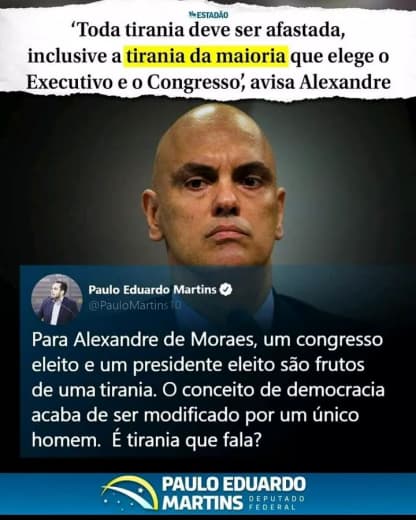 ESTADÃO
‘Toda tirania deve ser afastada,
inclusive a tirania da maioria que elege o
Executivo e o Congresso’, avisa Alexandre
Paulo Eduardo Martins
@PauloMartins10
Para Alexandre de Moraes, um congresso
eleito e um presidente eleito são frutos
de uma tirania. O conceito de democracia
acaba de ser modificado por um único
homem. É tirania que fala?
PAULO EDUARDO
MARTINS DEPUTADO
FEDERAL